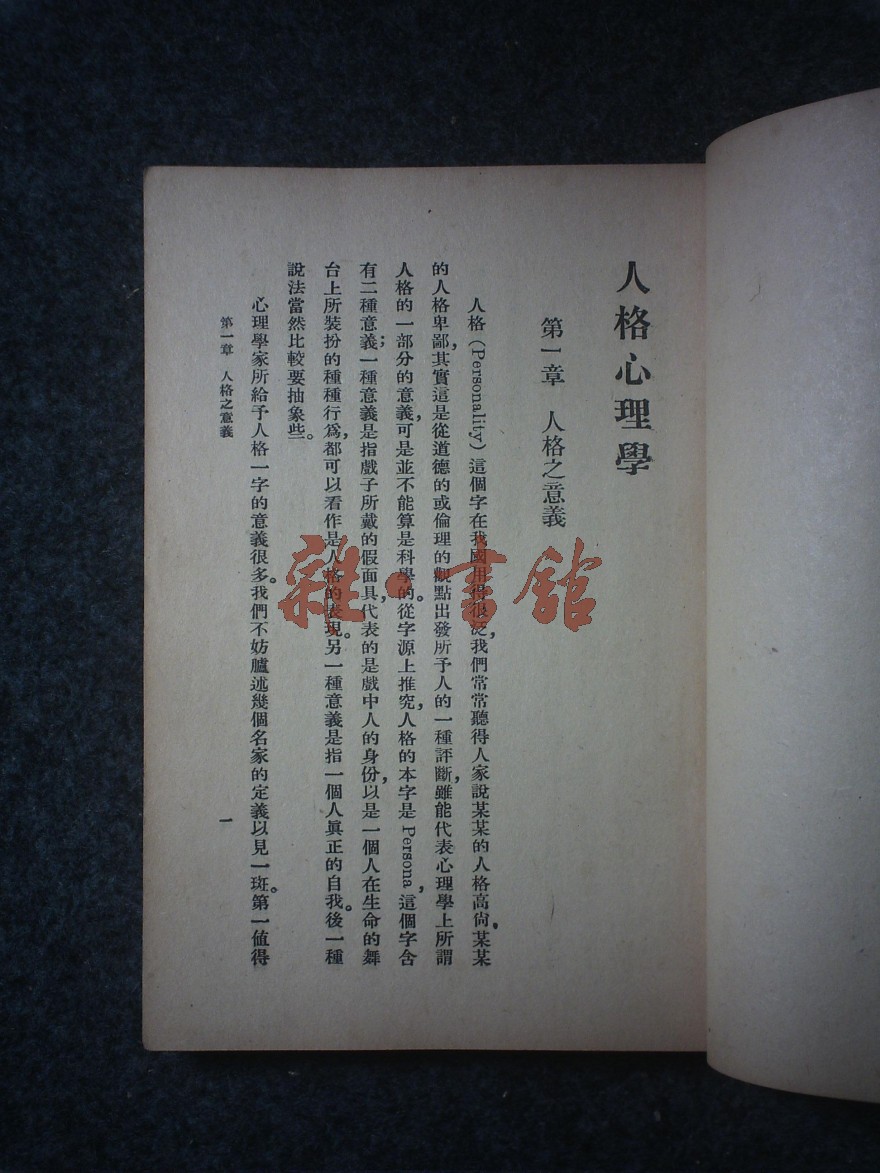 人格心理學
第一章　人格之意義
人格（Personality）這個字在我國用得很泛，我們常常聽得人家說某某的人格高尙，某某
的人格卑鄙，其實這是從道德的或倫理的觀點出發所予人的一種評斷，雖能代表心理學上所謂
人格的一部分的意義，可是並不能算是科學的。從字源上推究，人格的本字是Persona，這個字含
有二種意義；一種意義是指戲子所戴的假面具，代表的是戲中人的身份，以是一個人在生命的舞
台上所裝扮的種種行爲，都可以看作是人格的表現。另一種意義是指一個人眞正的自我。後一種
說法當然比較要抽象些。
心理學家所給予人格一字的意義很多。我們不妨臚述幾個名家的定義以見一斑。第一值得
第一章　人格之意義
一
雜·書館